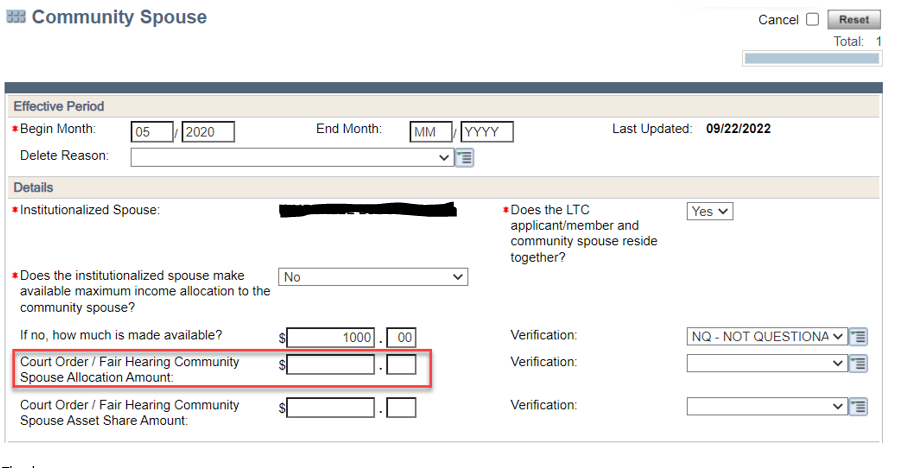 Community Spouse
Cancel Reset
Total: 1
Effective Period
*Begin Month: 05 / 2020 End Month: MM / YYYY Last Updated: 09/22/2022
Delete Reason:
Details
*Institutionalized Spouse: *Does the LTC Yes
applicant/member and
community spouse reside
together?
*Does the institutionalized spouse make No
available maximum income allocation to the
community spouse?
If no, how much is made available? $ 1000 . 00 Verification: NQ - NOT QUESTIONA
Court Order / Fair Hearing Community $ . Verification:
Spouse Allocation Amount:
Court Order / Fair Hearing Community $ . Verification:
Spouse Asset Share Amount: